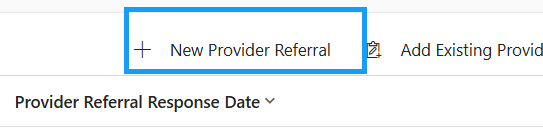 New Provider Referral Add Existing Provid
Provider Referral Response Date